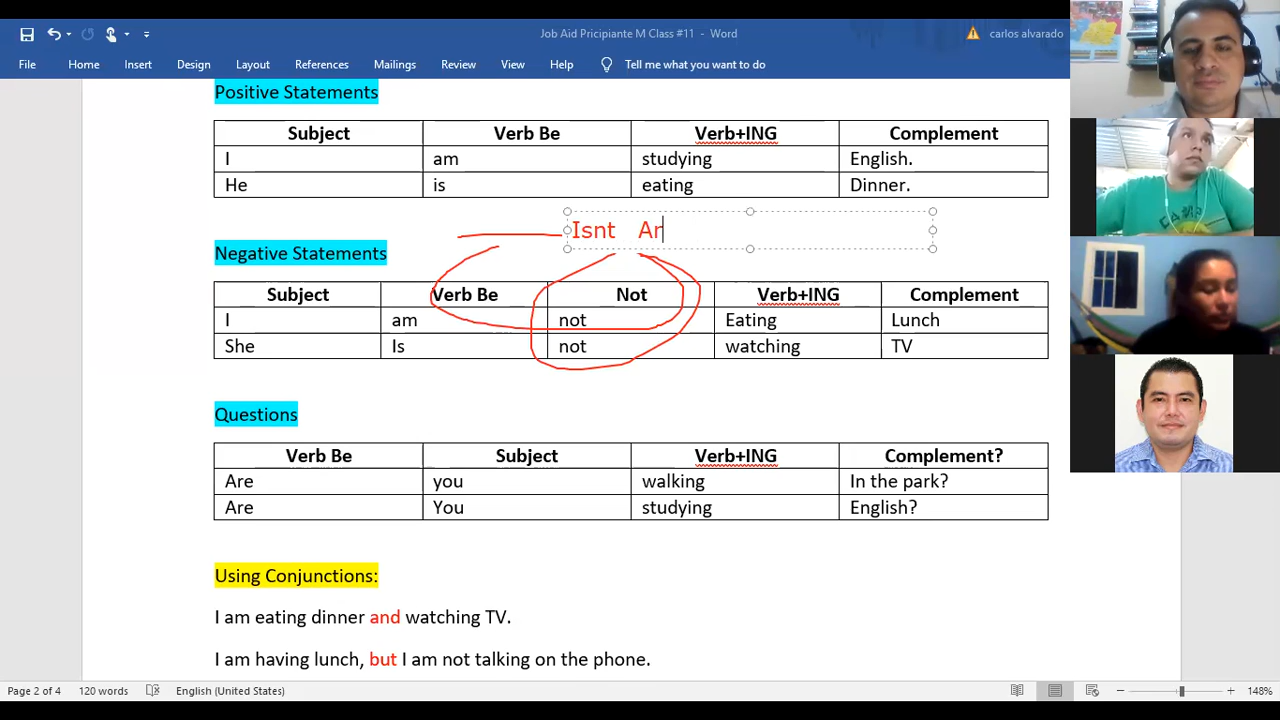 Job Aid Pricipiante M Class #11 - Word carlos alvarado
File Home Insert Design Layout References Mailings Review View Help Tell me what you want to do
Positive Statements
Subject Verb Be Verb+ING Complement
I am studying English.
He is eating Dinner.
Isnt Ar
Negative Statements
Subject Verb Be Not Verb+ING Complement
I am not Eating Lunch
She Is not watching TV
Questions
Verb Be Subject Verb+ING Complement?
Are you walking In the park?
Are You studying English?
Using Conjunctions:
I am eating dinner and watching TV.
I am having lunch, but I am not talking on the phone.
Page 2 of 4 120 words English (United States) 148%